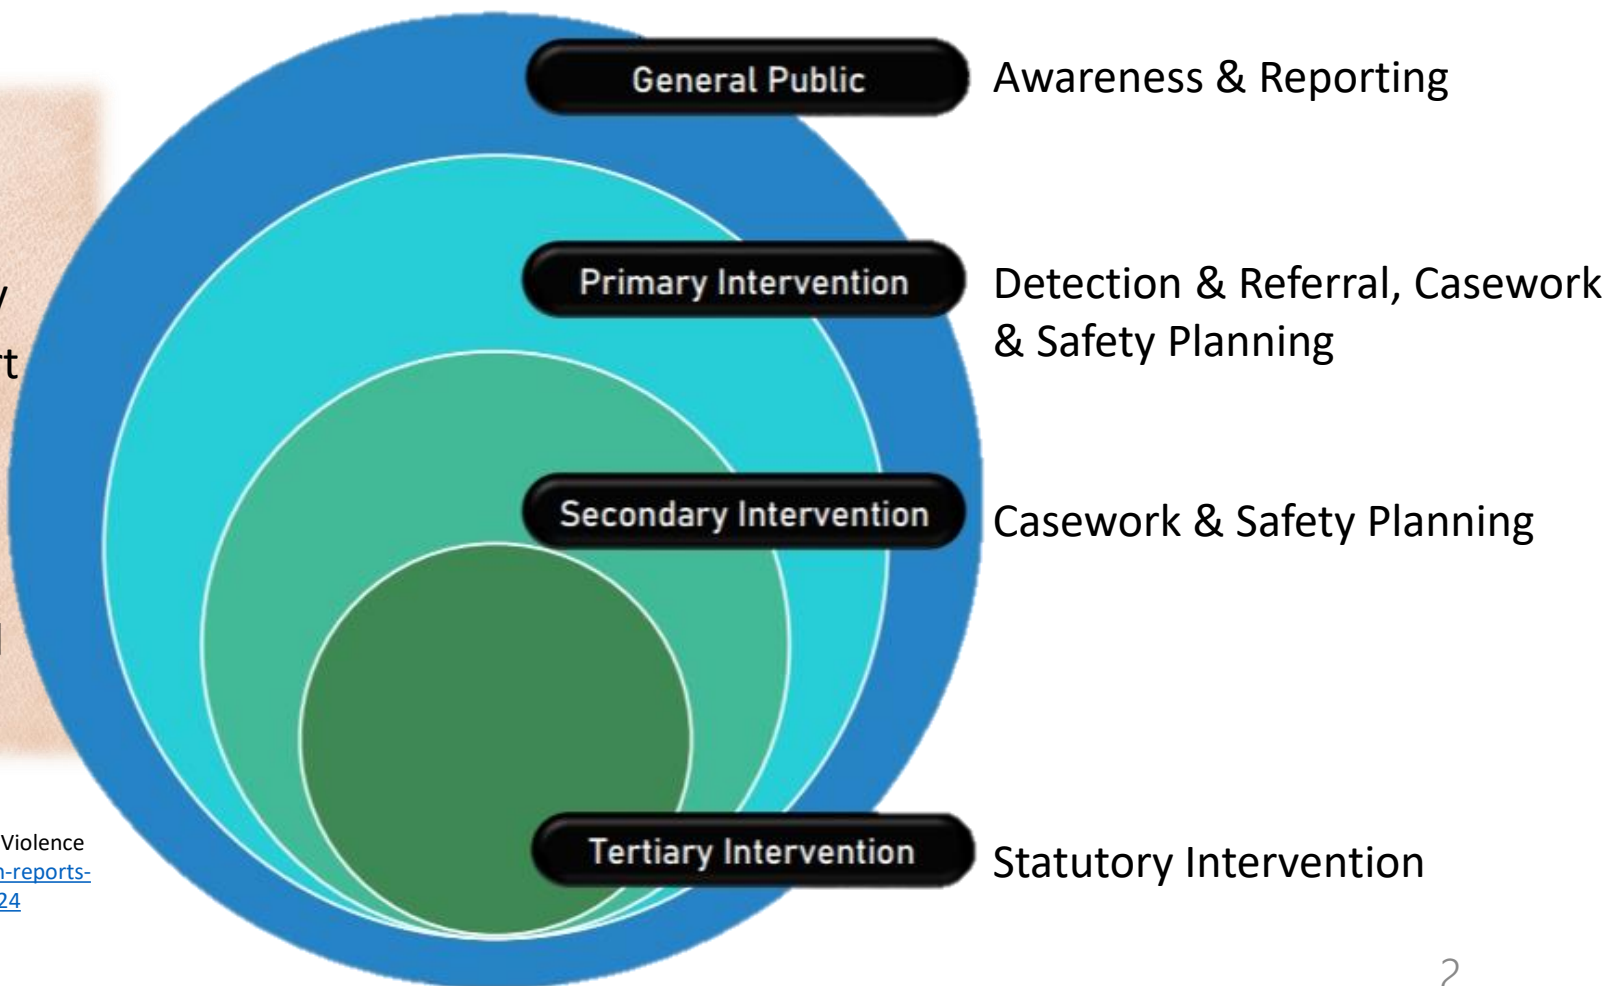 General Public
Awareness & Reporting
Primary Intervention
Detection & Referral, Casework
& Safety Planning
Secondary Intervention
Casework & Safety Planning
Tertiary Intervention
Statutory Intervention
Violence
-reports-
24
2